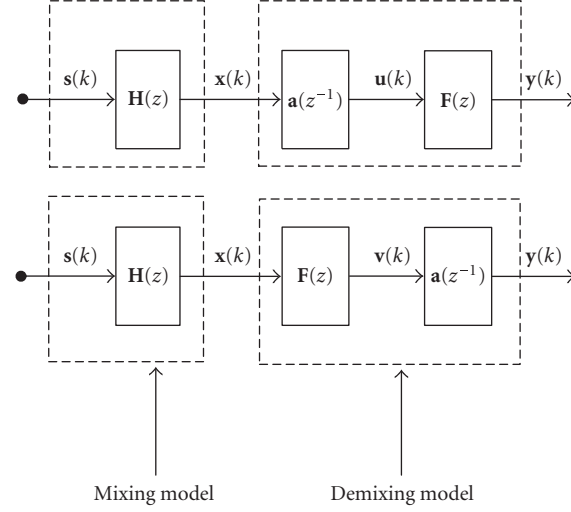 s(k) x(k) u(k) y(k)
H(z) a(z⁻¹) F(z)
s(k) x(k) v(k) y(k)
H(z) F(z) a(z⁻¹)
Mixing model Demixing model